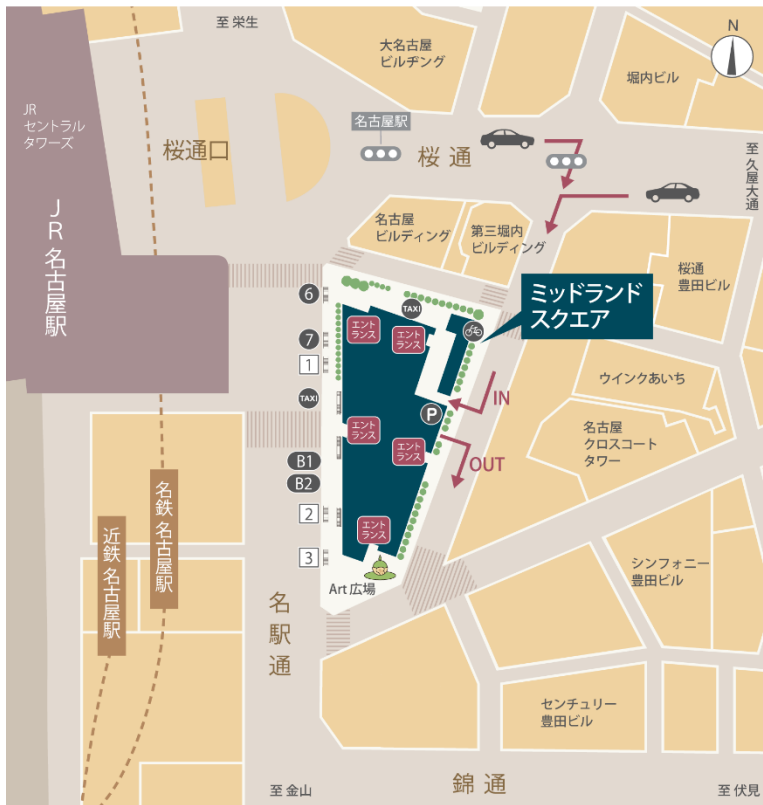 至 栄生
大名古屋
ビルヂング
N
堀内ビル
JR
セントラル
タワーズ
桜通口
名古屋駅
桜 通
至 久屋大通
JR 名古屋駅
名古屋
ビルディング
第三堀内
ビルディング
桜通
豊田ビル
ミッドランド
スクエア
6
TAXI
エント
ランス
エント
ランス
7
1
ウインクあいち
IN
TAXI
P
名古屋
クロスコート
タワー
エント
ランス
エント
ランス
OUT
B1
B2
名鉄 名古屋駅
近鉄 名古屋駅
2
エント
ランス
3
シンフォニー
豊田ビル
Art 広場
名駅通
センチュリー
豊田ビル
至 金山
錦 通
至 伏見